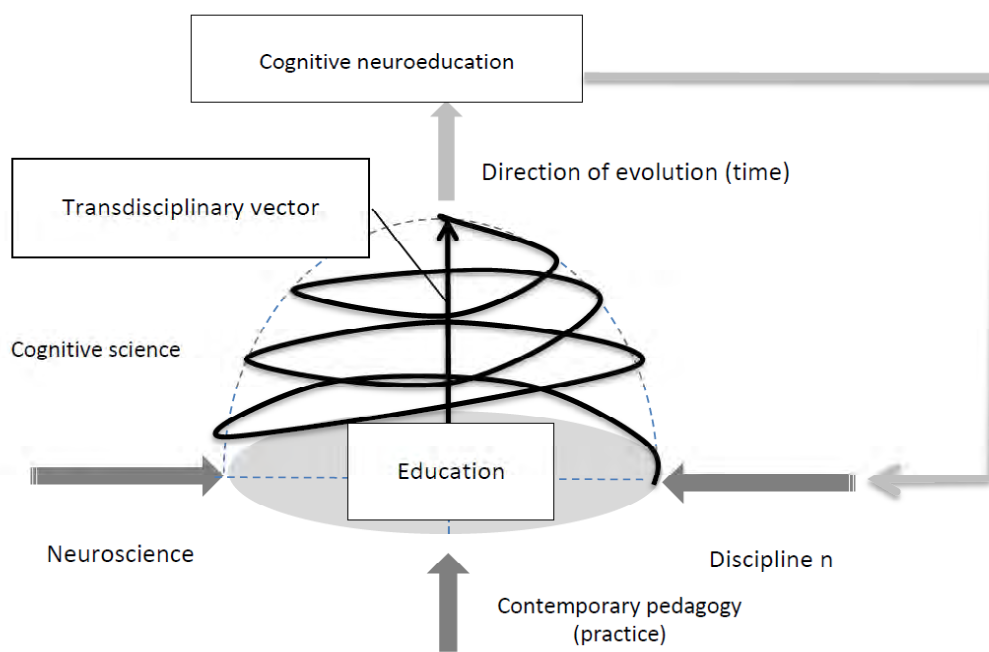 Cognitive neuroeducation
Direction of evolution (time)
Transdisciplinary vector
Cognitive science
Education
Neuroscience
Discipline n
Contemporary pedagogy
(practice)